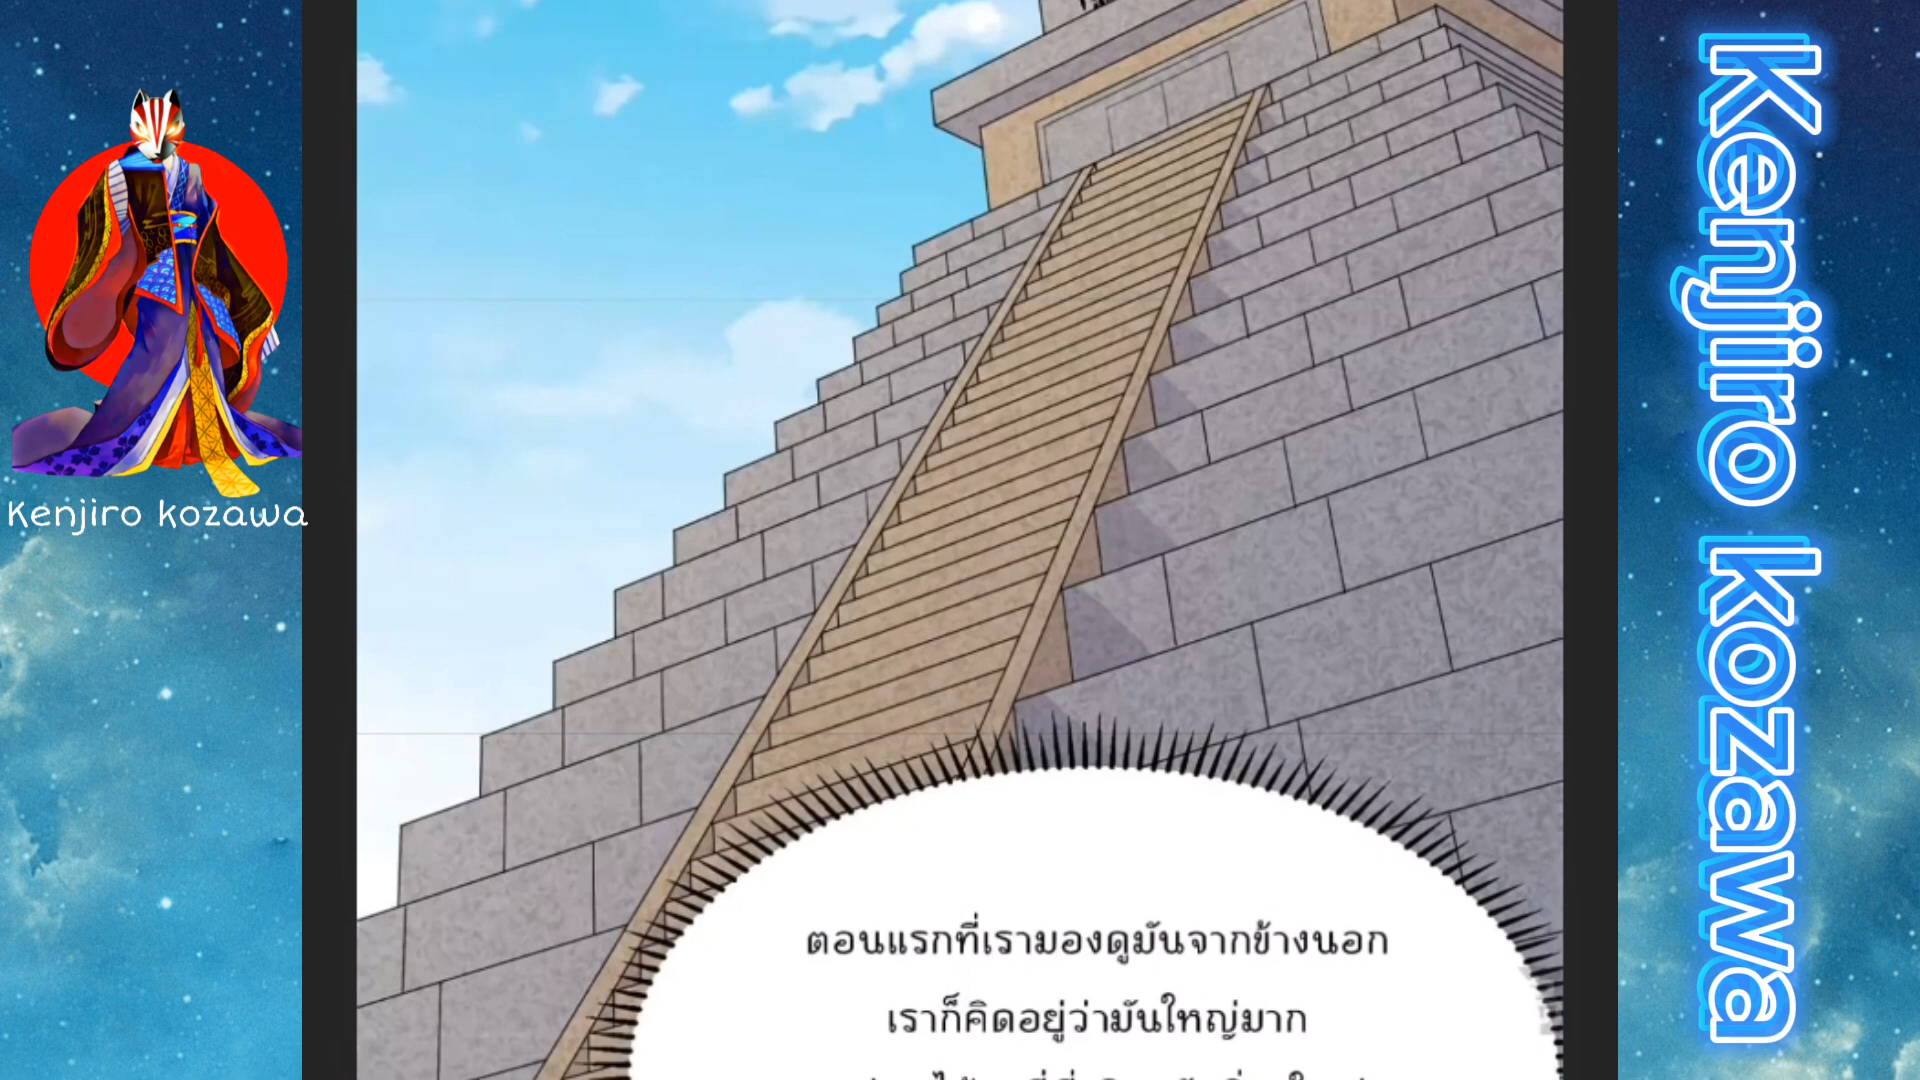 Kenjiro kozawa
ตอนแรกที่เรามองดูมันจากข้างนอก
เราก็คิดอยู่ว่ามันใหญ่มาก
Kenjiro kozawa